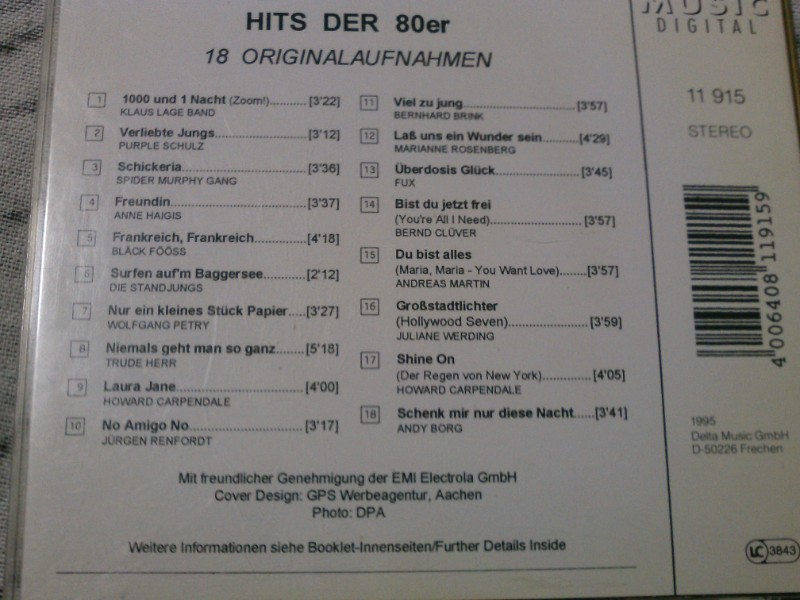 HITS DER 80er
18 ORIGINALAUFNAHMEN
1 1000 und 1 Nacht (Zoom!)..........[3'22]
KLAUS LAGE BAND
2 Verliebte Jungs..........................[3'12]
PURPLE SCHULZ
3 Schickeria...................................[3'36]
SPIDER MURPHY GANG
4 Freundin.....................................[3'37]
ANNE HAIGIS
5 Frankreich, Frankreich..............[4'18]
BLÄCK FÖÖSS
6 Surfen auf'm Baggersee...........[2'12]
DIE STANDJUNGS
7 Nur ein kleines Stück Papier.....[3'27]
WOLFGANG PETRY
8 Niemals geht man so ganz.......[5'18]
TRUDE HERR
9 Laura Jane..................................[4'00]
HOWARD CARPENDALE
10 No Amigo No..............................[3'17]
JÜRGEN RENFORDT
11 Viel zu jung..............................[3'57]
BERNHARD BRINK
12 Laß uns ein Wunder sein.........[4'29]
MARIANNE ROSENBERG
13 Überdosis Glück......................[3'45]
FUX
14 Bist du jetzt frei
(You're All I Need)........................[3'57]
BERND CLÜVER
15 Du bist alles
(Maria, Maria - You Want Love)........[3'57]
ANDREAS MARTIN
16 Großstadtlichter
(Hollywood Seven)......................[3'59]
JULIANE WERDING
17 Shine On
(Der Regen von New York)..............[4'05]
HOWARD CARPENDALE
18 Schenk mir nur diese Nacht.....[3'41]
ANDY BORG
Mit freundlicher Genehmigung der EMI Electrola GmbH
Cover Design: GPS Werbeagentur, Aachen
Photo: DPA
Weitere Informationen siehe Booklet-Innenseiten/Further Details Inside
MUSIC
DIGITAL
11 915
STEREO
4 006408 119159
1995
Delta Music GmbH
D-50226 Frechen
LC 3843